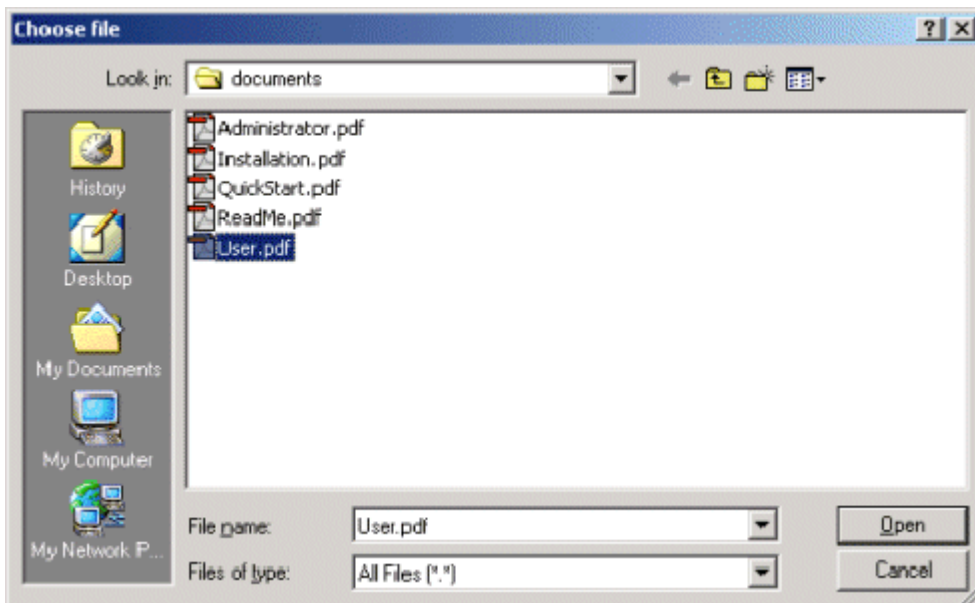 Choose file
Look in: documents
History
Desktop
My Documents
My Computer
My Network P...
Administrator.pdf
Installation.pdf
QuickStart.pdf
ReadMe.pdf
User.pdf
File name: User.pdf Open
Files of type: All Files (*.*) Cancel